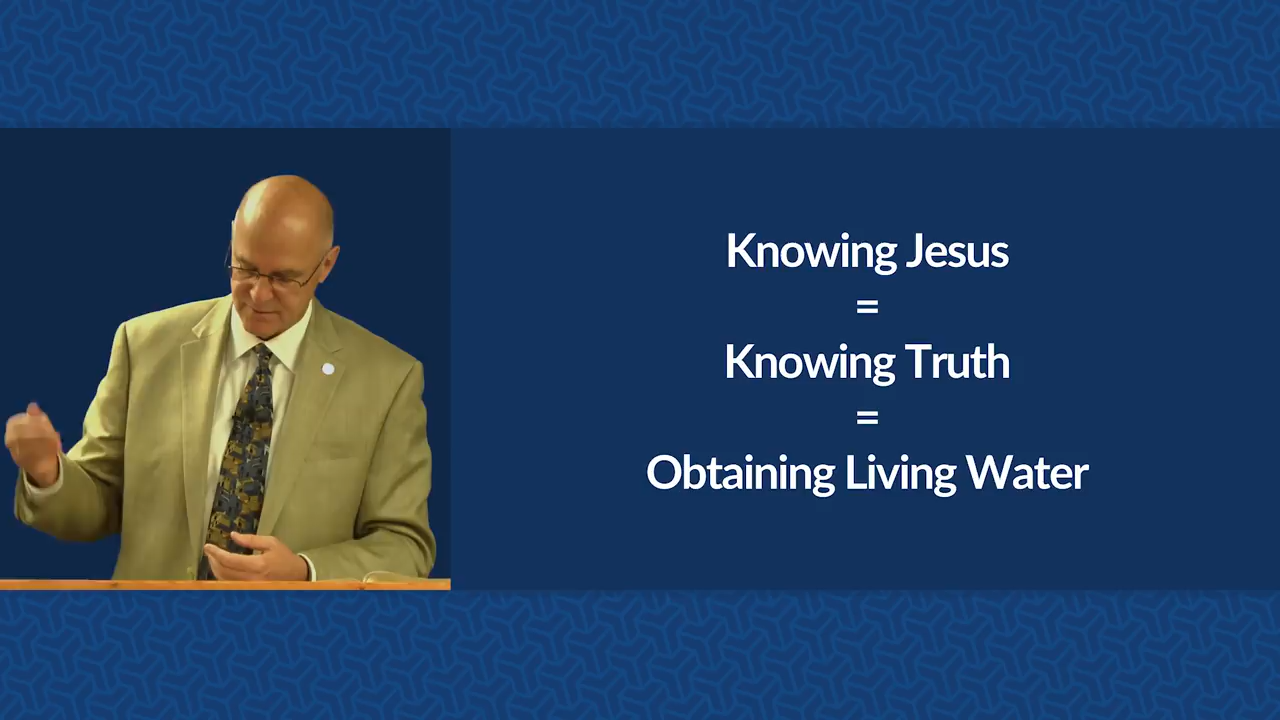 Knowing Jesus
=
Knowing Truth
=
Obtaining Living Water